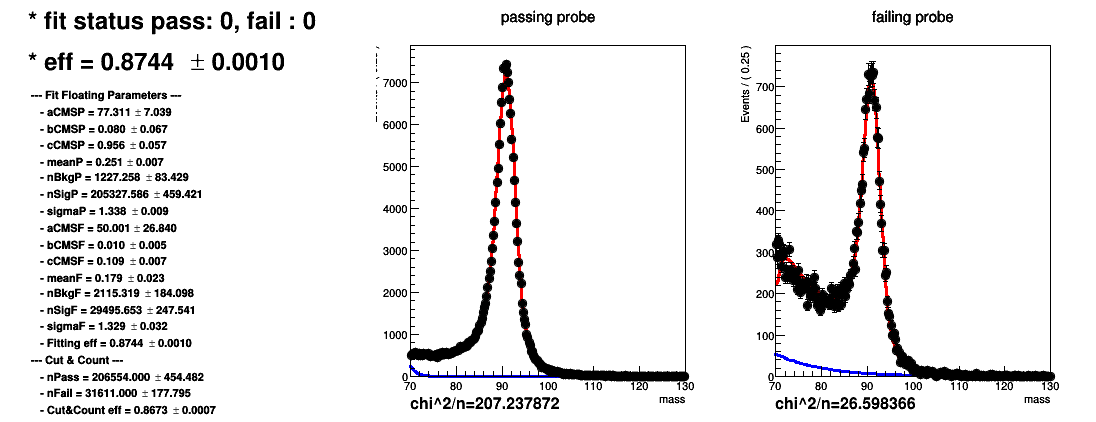 * fit status pass: 0, fail : 0
* eff = 0.8744 ± 0.0010
--- Fit Floating Parameters ---
- aCMSP = 77.311 ± 7.039
- bCMSP = 0.080 ± 0.067
- cCMSP = 0.956 ± 0.057
- meanP = 0.251 ± 0.007
- nBkgP = 1227.258 ± 83.429
- nSigP = 205327.586 ± 459.421
- sigmaP = 1.338 ± 0.009
- aCMSF = 50.001 ± 26.840
- bCMSF = 0.010 ± 0.005
- cCMSF = 0.109 ± 0.007
- meanF = 0.179 ± 0.023
- nBkgF = 2115.319 ± 184.098
- nSigF = 29495.653 ± 247.541
- sigmaF = 1.329 ± 0.032
- Fitting eff = 0.8744 ± 0.0010
--- Cut & Count ---
- nPass = 206554.000 ± 454.482
- nFail = 31611.000 ± 177.795
- Cut&Count eff = 0.8673 ± 0.0007
passing probe
7000
6000
5000
4000
3000
2000
1000
0
70 80 90 100 110 120 130
mass
chi^2/n=207.237872
failing probe
Events / ( 0.25 )
700
600
500
400
300
200
100
0
70 80 90 100 110 120 130
mass
chi^2/n=26.598366